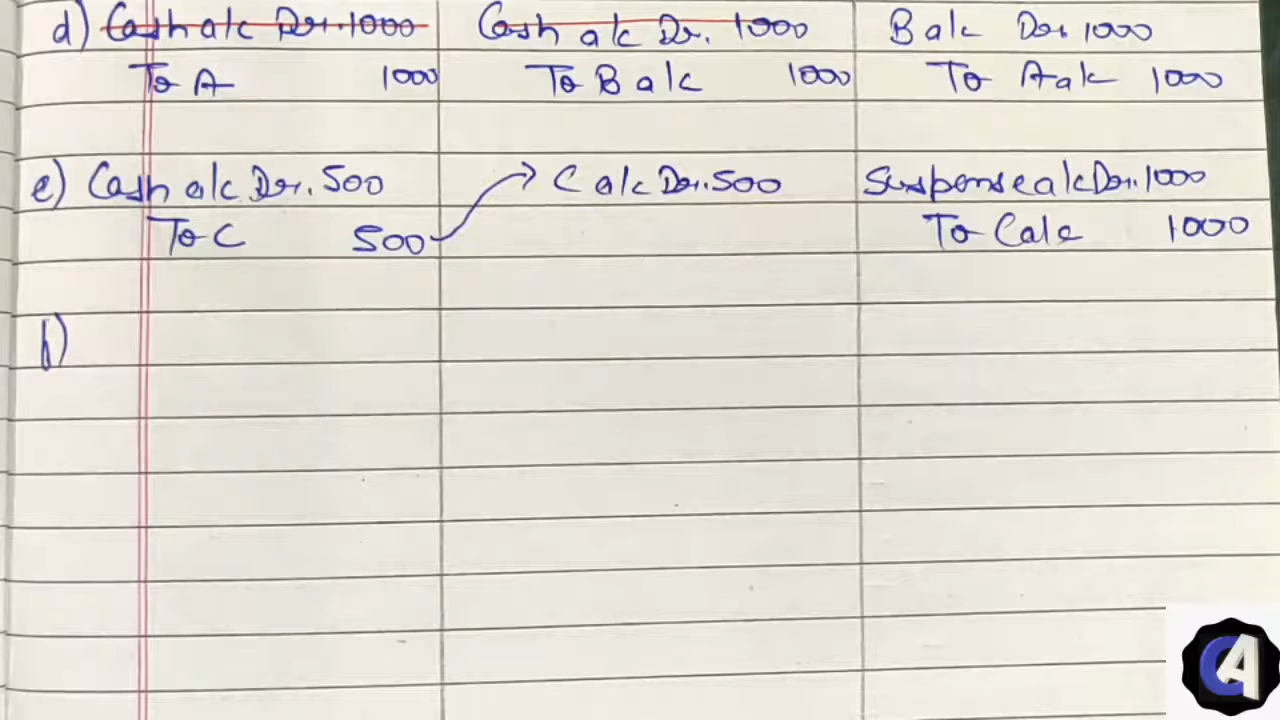 d) Cash a/c Dr. 1000 Cash a/c Dr. 1000 B a/c Dr. 1000
To A 1000 To B a/c 1000 To A a/c 1000
e) Cash a/c Dr. 500 C a/c Dr. 500 Suspense a/c Dr. 1000
To C 500 To C a/c 1000
f)
CA